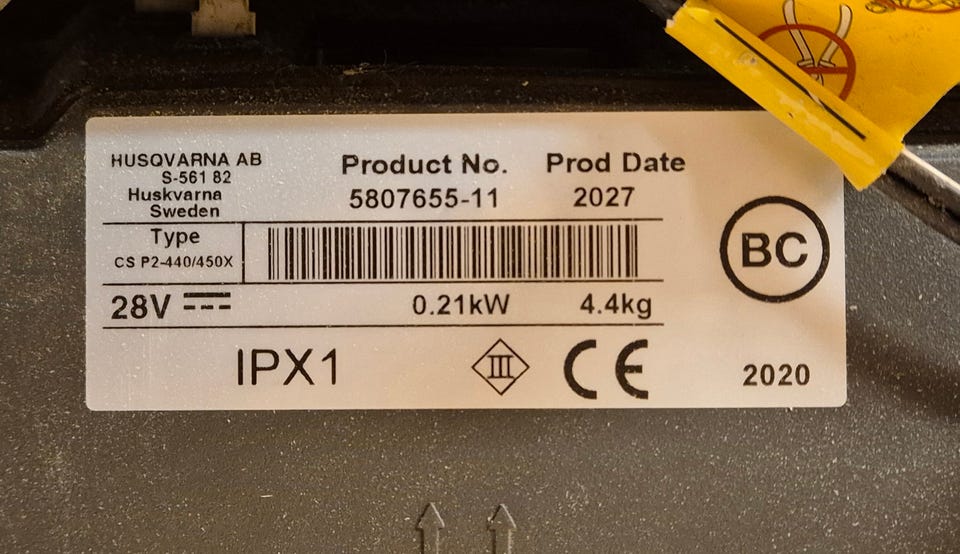 HUSQVARNA AB
S-561 82
Huskvarna
Sweden
Product No.
5807655-11
Prod Date
2027
Type
CS P2-440/450X
BC
28V
0.21kW
4.4kg
IPX1
III
CE
2020